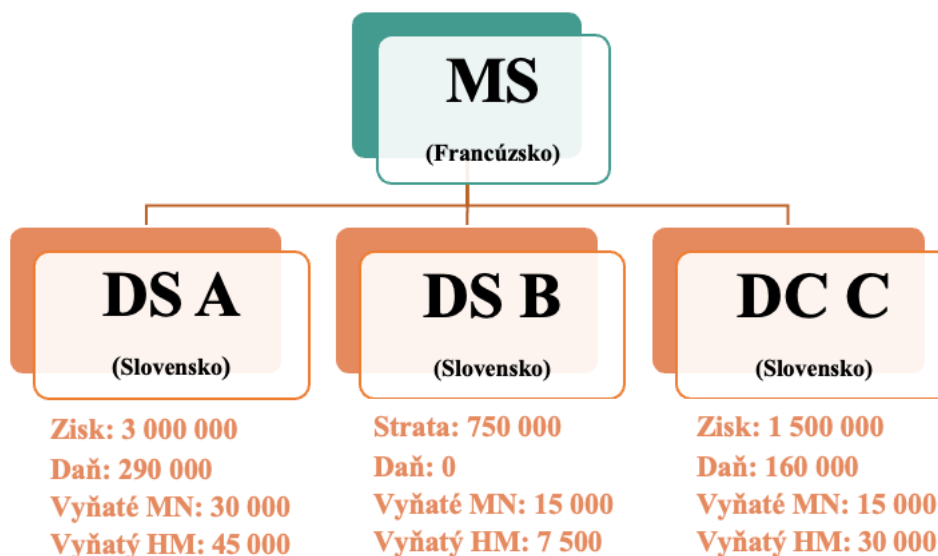 MS
(Francúzsko)
DS A
(Slovensko)
Zisk: 3 000 000
Daň: 290 000
Vyňaté MN: 30 000
Vyňatý HM: 45 000
DS B
(Slovensko)
Strata: 750 000
Daň: 0
Vyňaté MN: 15 000
Vyňatý HM: 7 500
DC C
(Slovensko)
Zisk: 1 500 000
Daň: 160 000
Vyňaté MN: 15 000
Vyňatý HM: 30 000